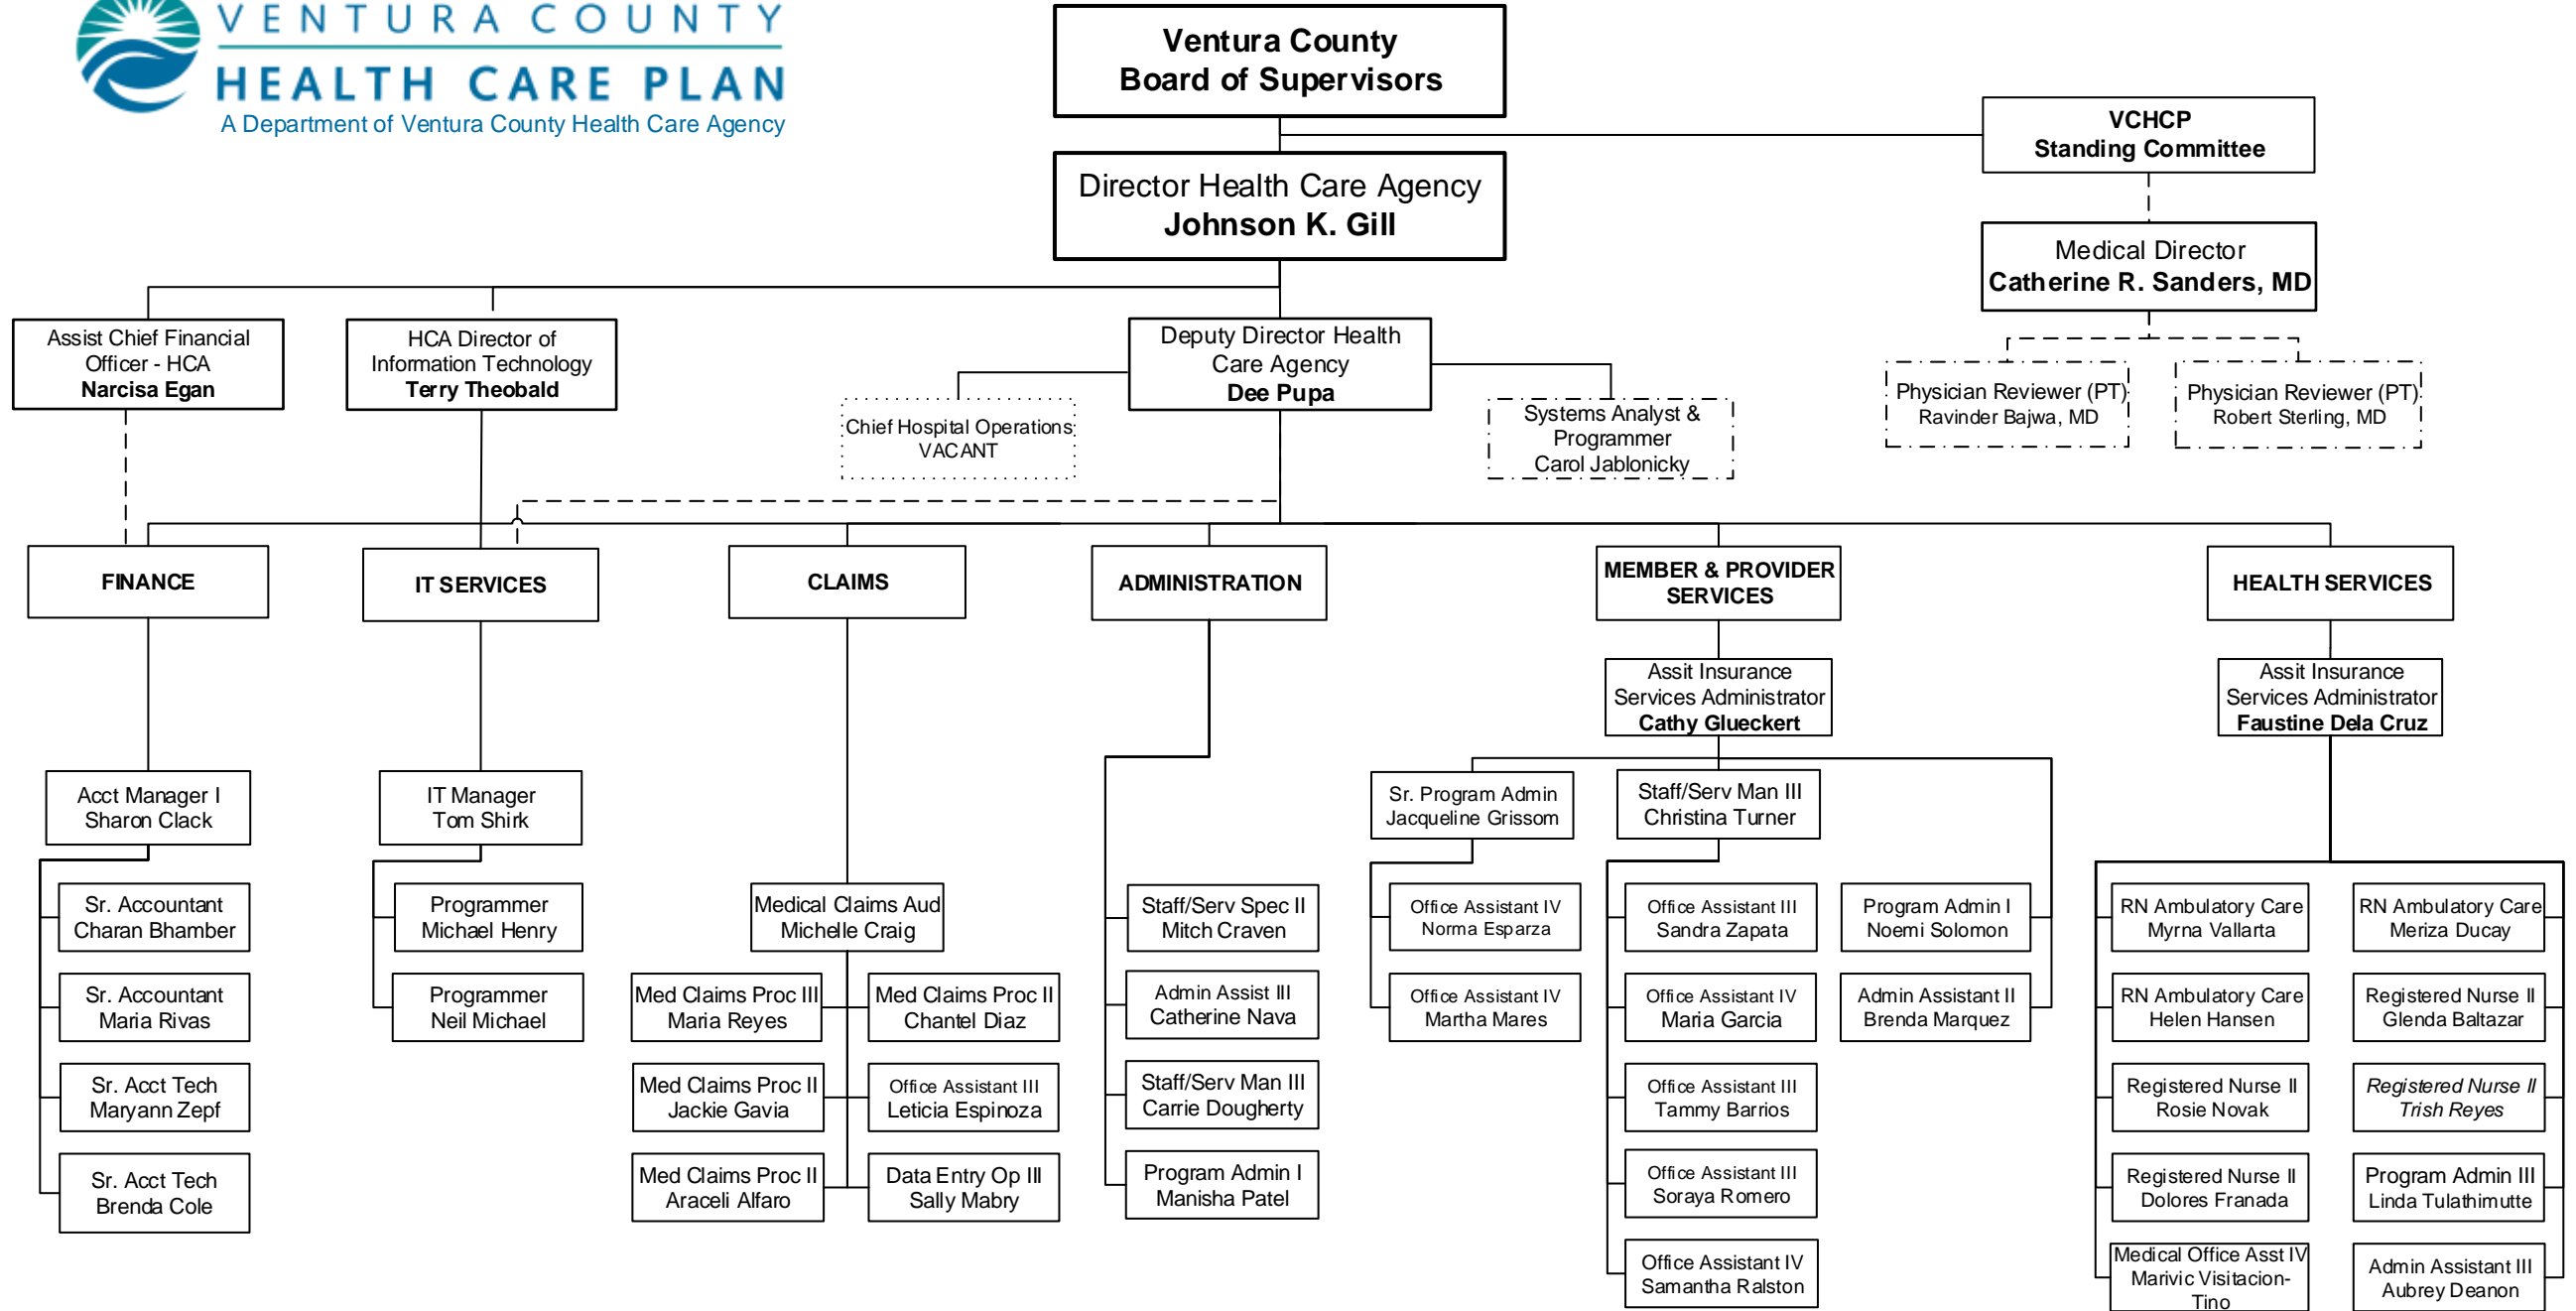 VENTURA COUNTY
HEALTH CARE PLAN
A Department of Ventura County Health Care Agency
Ventura County
Board of Supervisors
VCHCP
Standing Committee
Director Health Care Agency
Johnson K. Gill
Medical Director
Catherine R. Sanders, MD
Assist Chief Financial
Officer - HCA
Narcisa Egan
HCA Director of
Information Technology
Terry Theobald
Deputy Director Health
Care Agency
Dee Pupa
Chief Hospital Operations
VACANT
Systems Analyst &
Programmer
Carol Jablonicky
Physician Reviewer (PT)
Ravinder Bajwa, MD
Physician Reviewer (PT)
Robert Sterling, MD
FINANCE
IT SERVICES
CLAIMS
ADMINISTRATION
MEMBER & PROVIDER
SERVICES
HEALTH SERVICES
Assit Insurance
Services Administrator
Cathy Glueckert
Assit Insurance
Services Administrator
Faustine Dela Cruz
Acct Manager I
Sharon Clack
IT Manager
Tom Shirk
Sr. Program Admin
Jacqueline Grissom
Staff/Serv Man III
Christina Turner
Sr. Accountant
Charan Bhamber
Programmer
Michael Henry
Medical Claims Aud
Michelle Craig
Staff/Serv Spec II
Mitch Craven
Office Assistant IV
Norma Esparza
Office Assistant III
Sandra Zapata
Program Admin I
Noemi Solomon
RN Ambulatory Care
Myrna Vallarta
RN Ambulatory Care
Meriza Ducay
Sr. Accountant
Maria Rivas
Programmer
Neil Michael
Med Claims Proc III
Maria Reyes
Med Claims Proc II
Chantel Diaz
Admin Assist III
Catherine Nava
Office Assistant IV
Martha Mares
Office Assistant IV
Maria Garcia
Admin Assistant II
Brenda Marquez
RN Ambulatory Care
Helen Hansen
Registered Nurse II
Glenda Baltazar
Sr. Acct Tech
Maryann Zepf
Med Claims Proc II
Jackie Gavia
Office Assistant III
Leticia Espinoza
Staff/Serv Man III
Carrie Dougherty
Office Assistant III
Tammy Barrios
Registered Nurse II
Rosie Novak
Registered Nurse II
Trish Reyes
Sr. Acct Tech
Brenda Cole
Med Claims Proc II
Araceli Alfaro
Data Entry Op III
Sally Mabry
Program Admin I
Manisha Patel
Office Assistant III
Soraya Romero
Registered Nurse II
Dolores Franada
Program Admin III
Linda Tulathimutte
Office Assistant IV
Samantha Ralston
Medical Office Asst IV
Marivic Visitacion-
Tino
Admin Assistant III
Aubrey Deanon